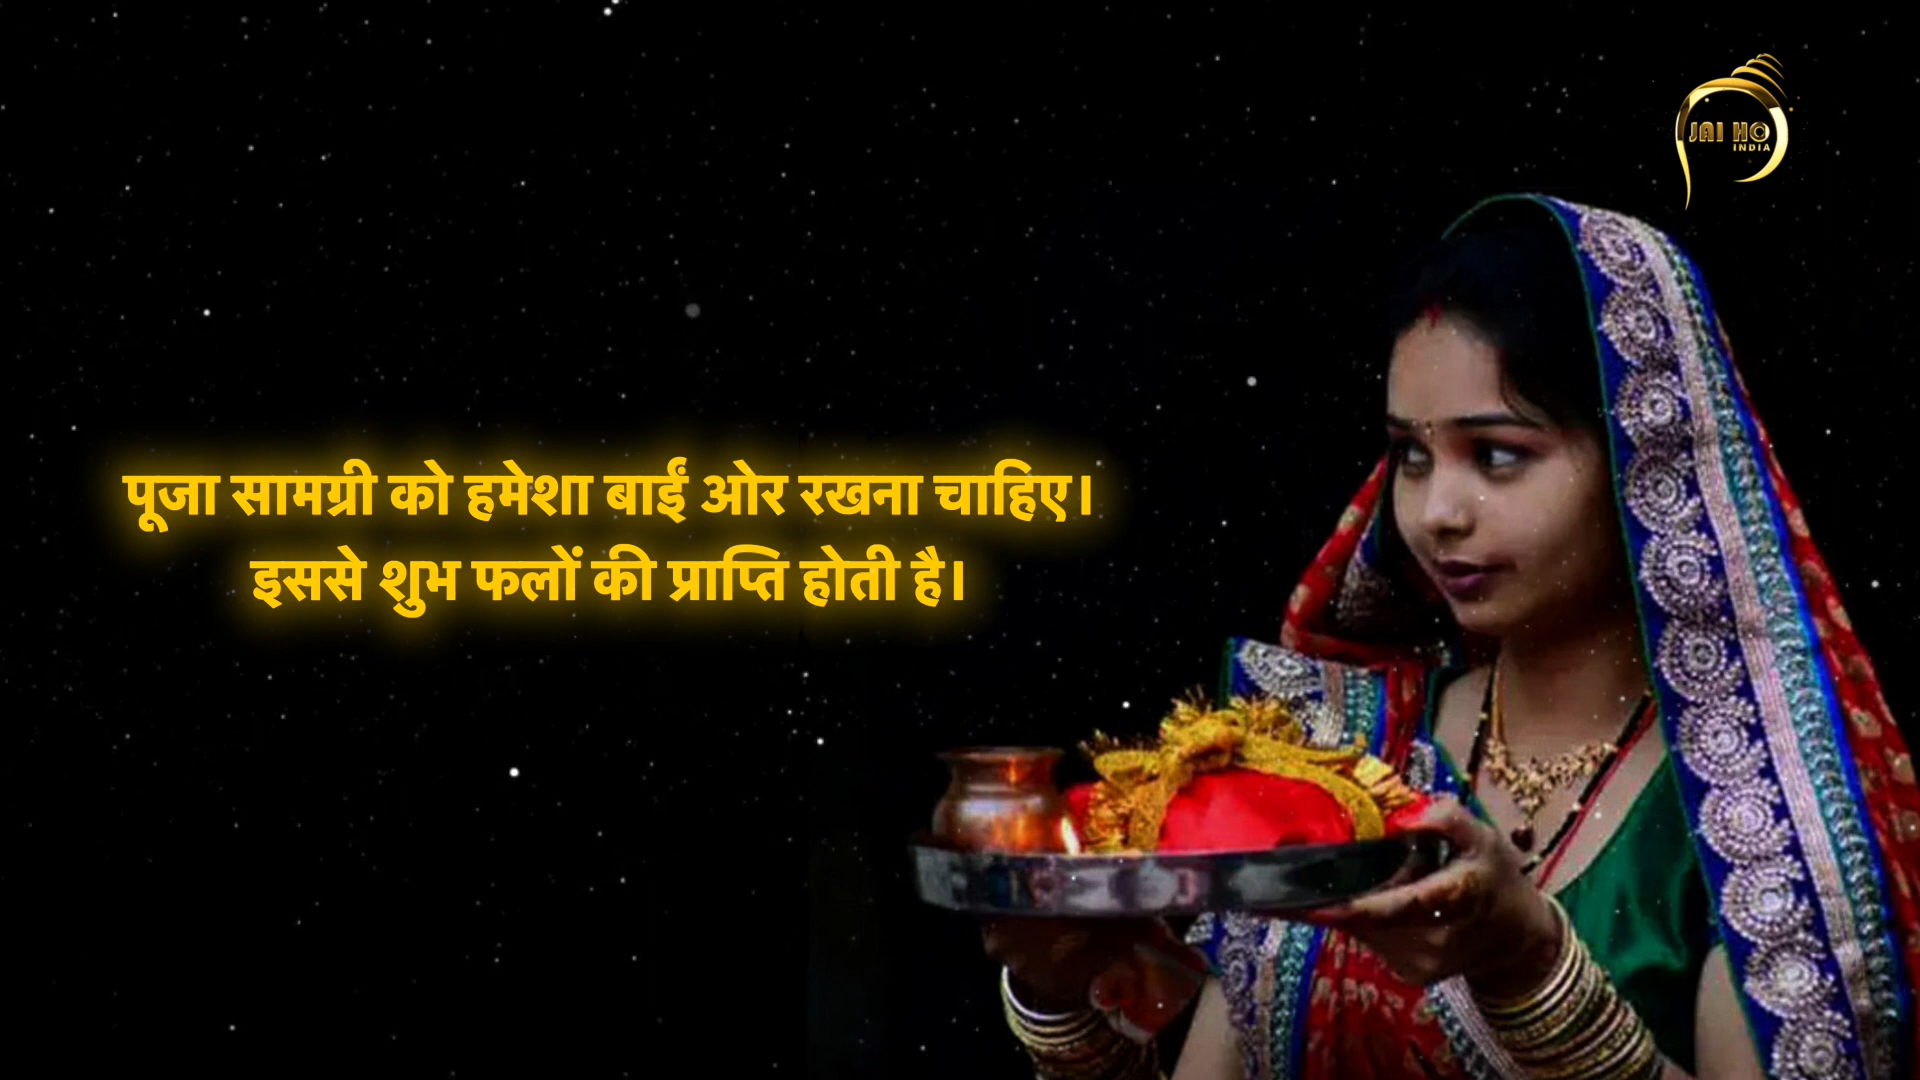 JAI HO
INDIA
पूजा सामग्री को हमेशा बाईं ओर रखना चाहिए।
इससे शुभ फलों की प्राप्ति होती है।